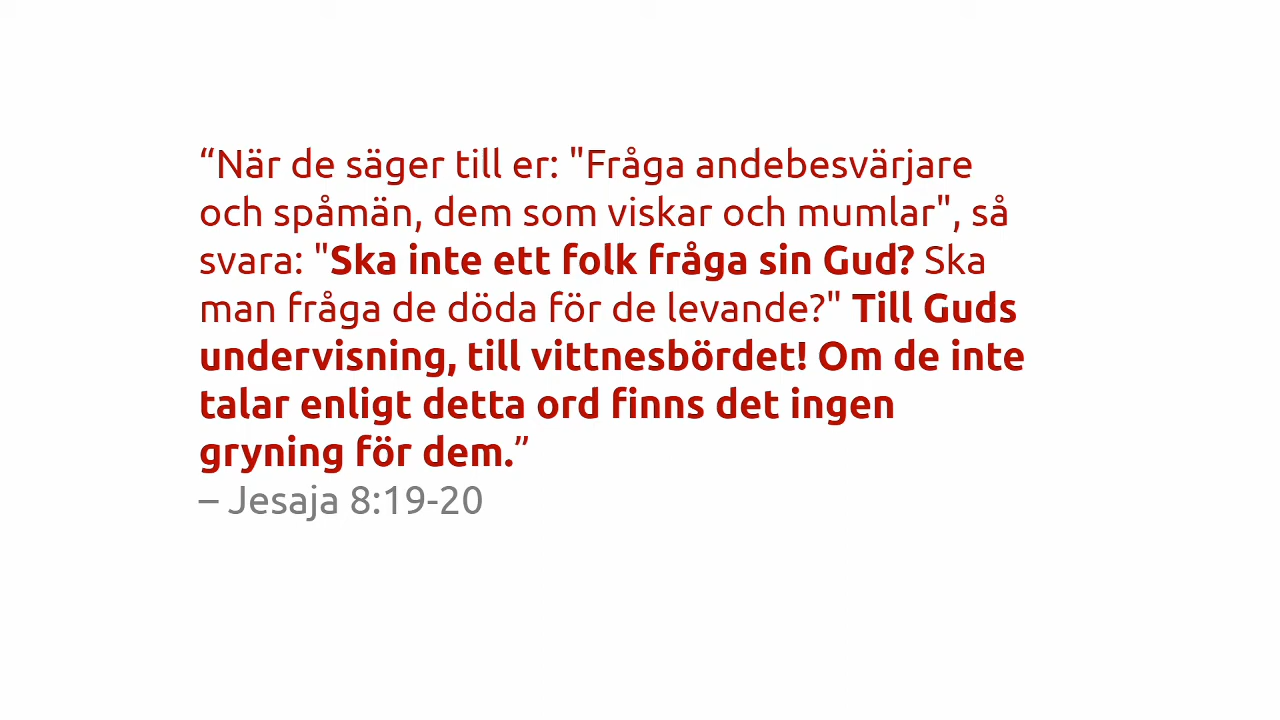 “När de säger till er: "Fråga andebesvärjare
och spåmän, dem som viskar och mumlar", så
svara: "Ska inte ett folk fråga sin Gud? Ska
man fråga de döda för de levande?" Till Guds
undervisning, till vittnesbördet! Om de inte
talar enligt detta ord finns det ingen
gryning för dem.”
– Jesaja 8:19-20